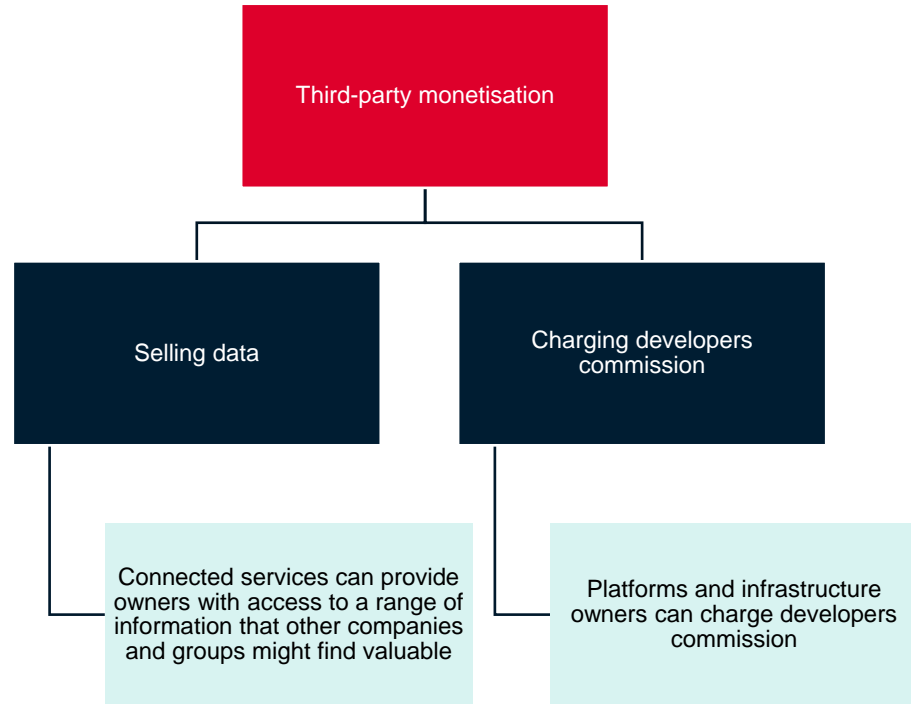 Third-party monetisation
Selling data
Charging developers
commission
Connected services can provide
owners with access to a range of
information that other companies
and groups might find valuable
Platforms and infrastructure
owners can charge developers
commission